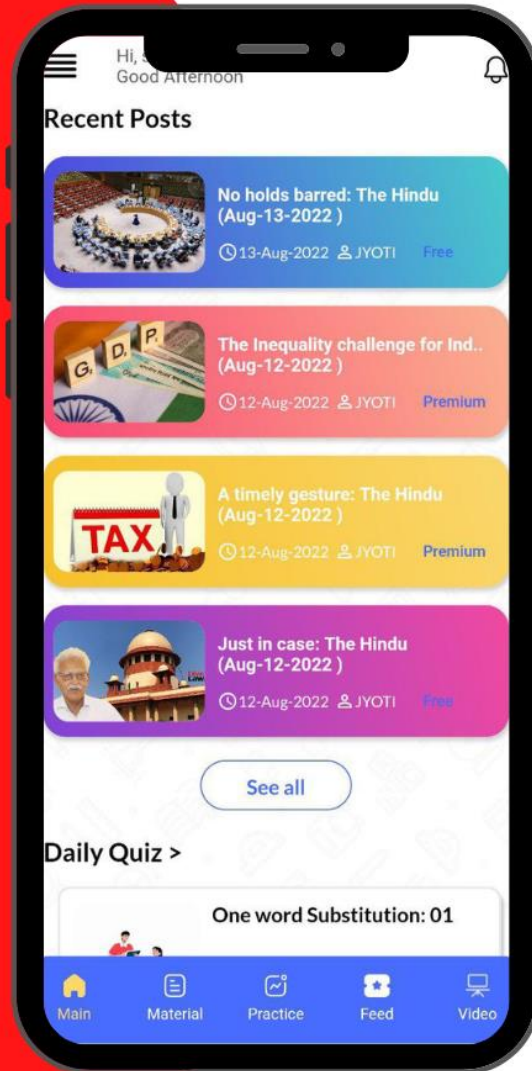 Hi,
Good Afternoon
Recent Posts
No holds barred: The Hindu
(Aug-13-2022 )
13-Aug-2022 JYOTI Free
G D P
The Inequality challenge for Ind..
(Aug-12-2022 )
12-Aug-2022 JYOTI Premium
TAX
A timely gesture: The Hindu
(Aug-12-2022 )
12-Aug-2022 JYOTI Premium
Just in case: The Hindu
(Aug-12-2022 )
12-Aug-2022 JYOTI Free
See all
Daily Quiz >
One word Substitution: 01
Main Material Practice Feed Video